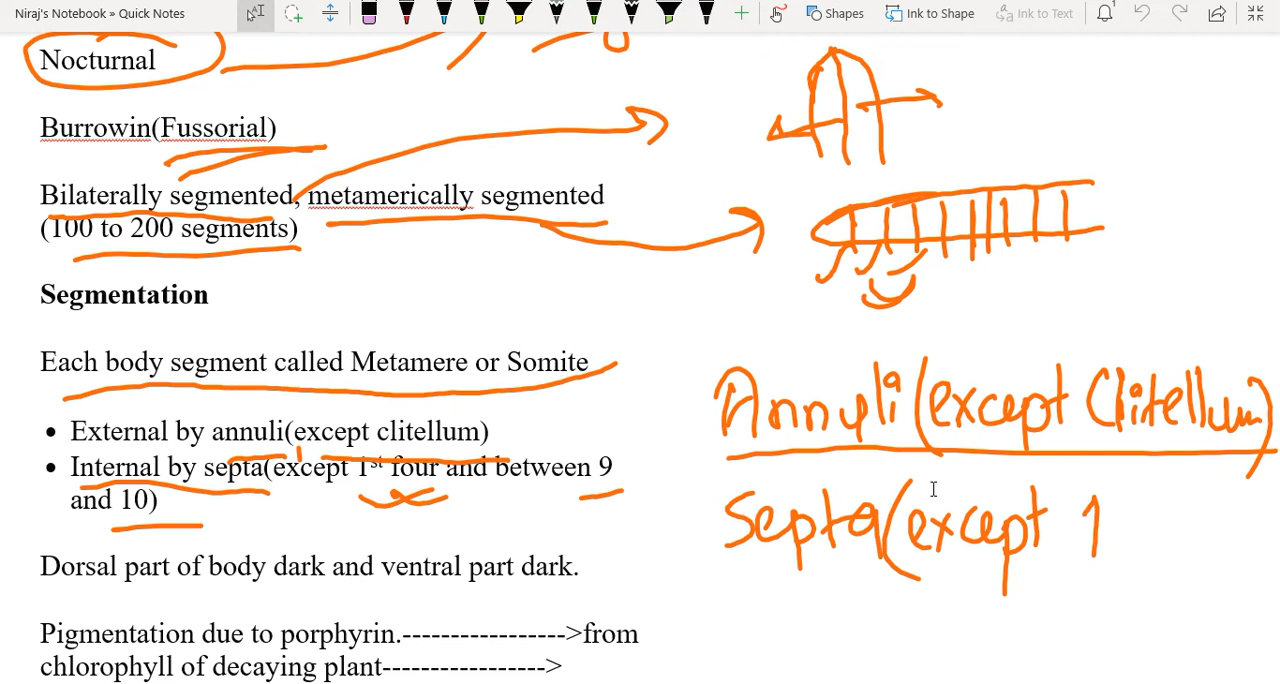 Niraj's Notebook » Quick Notes
Shapes
Ink to Shape
Ink to Text
Nocturnal
Burrowin(Fussorial)
Bilaterally segmented, metamerically segmented
(100 to 200 segments)
Segmentation
Each body segment called Metamere or Somite
• External by annuli(except clitellum)
• Internal by septa(except 1st four and between 9
and 10)
Annuli(except Clitellum)
Septa(except 1
Dorsal part of body dark and ventral part dark.
Pigmentation due to porphyrin.----------------->from
chlorophyll of decaying plant----------------->